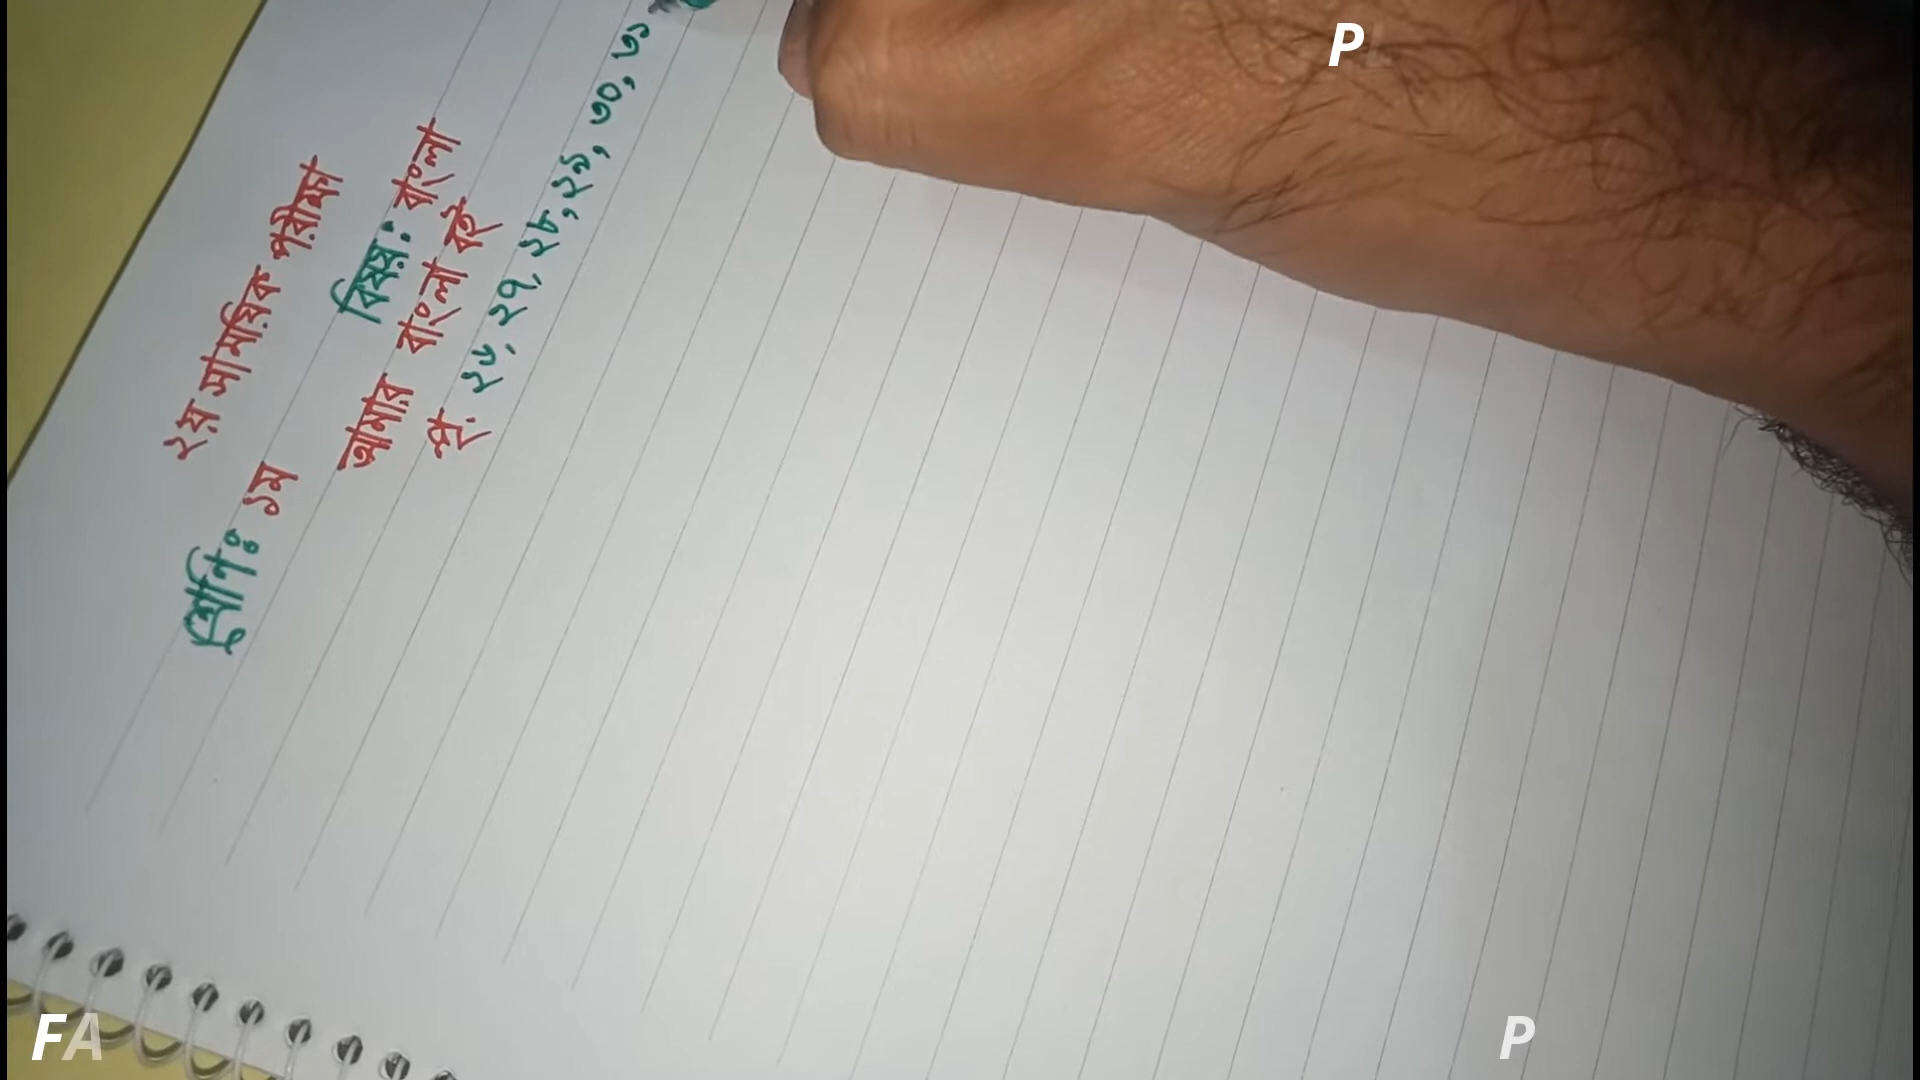 ২য় সাময়িক পরীক্ষা
শ্রেণিঃ ১ম
বিষয়: বাংলা
আমার বাংলা বই
পৃ. ২৬, ২৭, ২৮, ২৯, ৩০, ৩১
P
FA
P